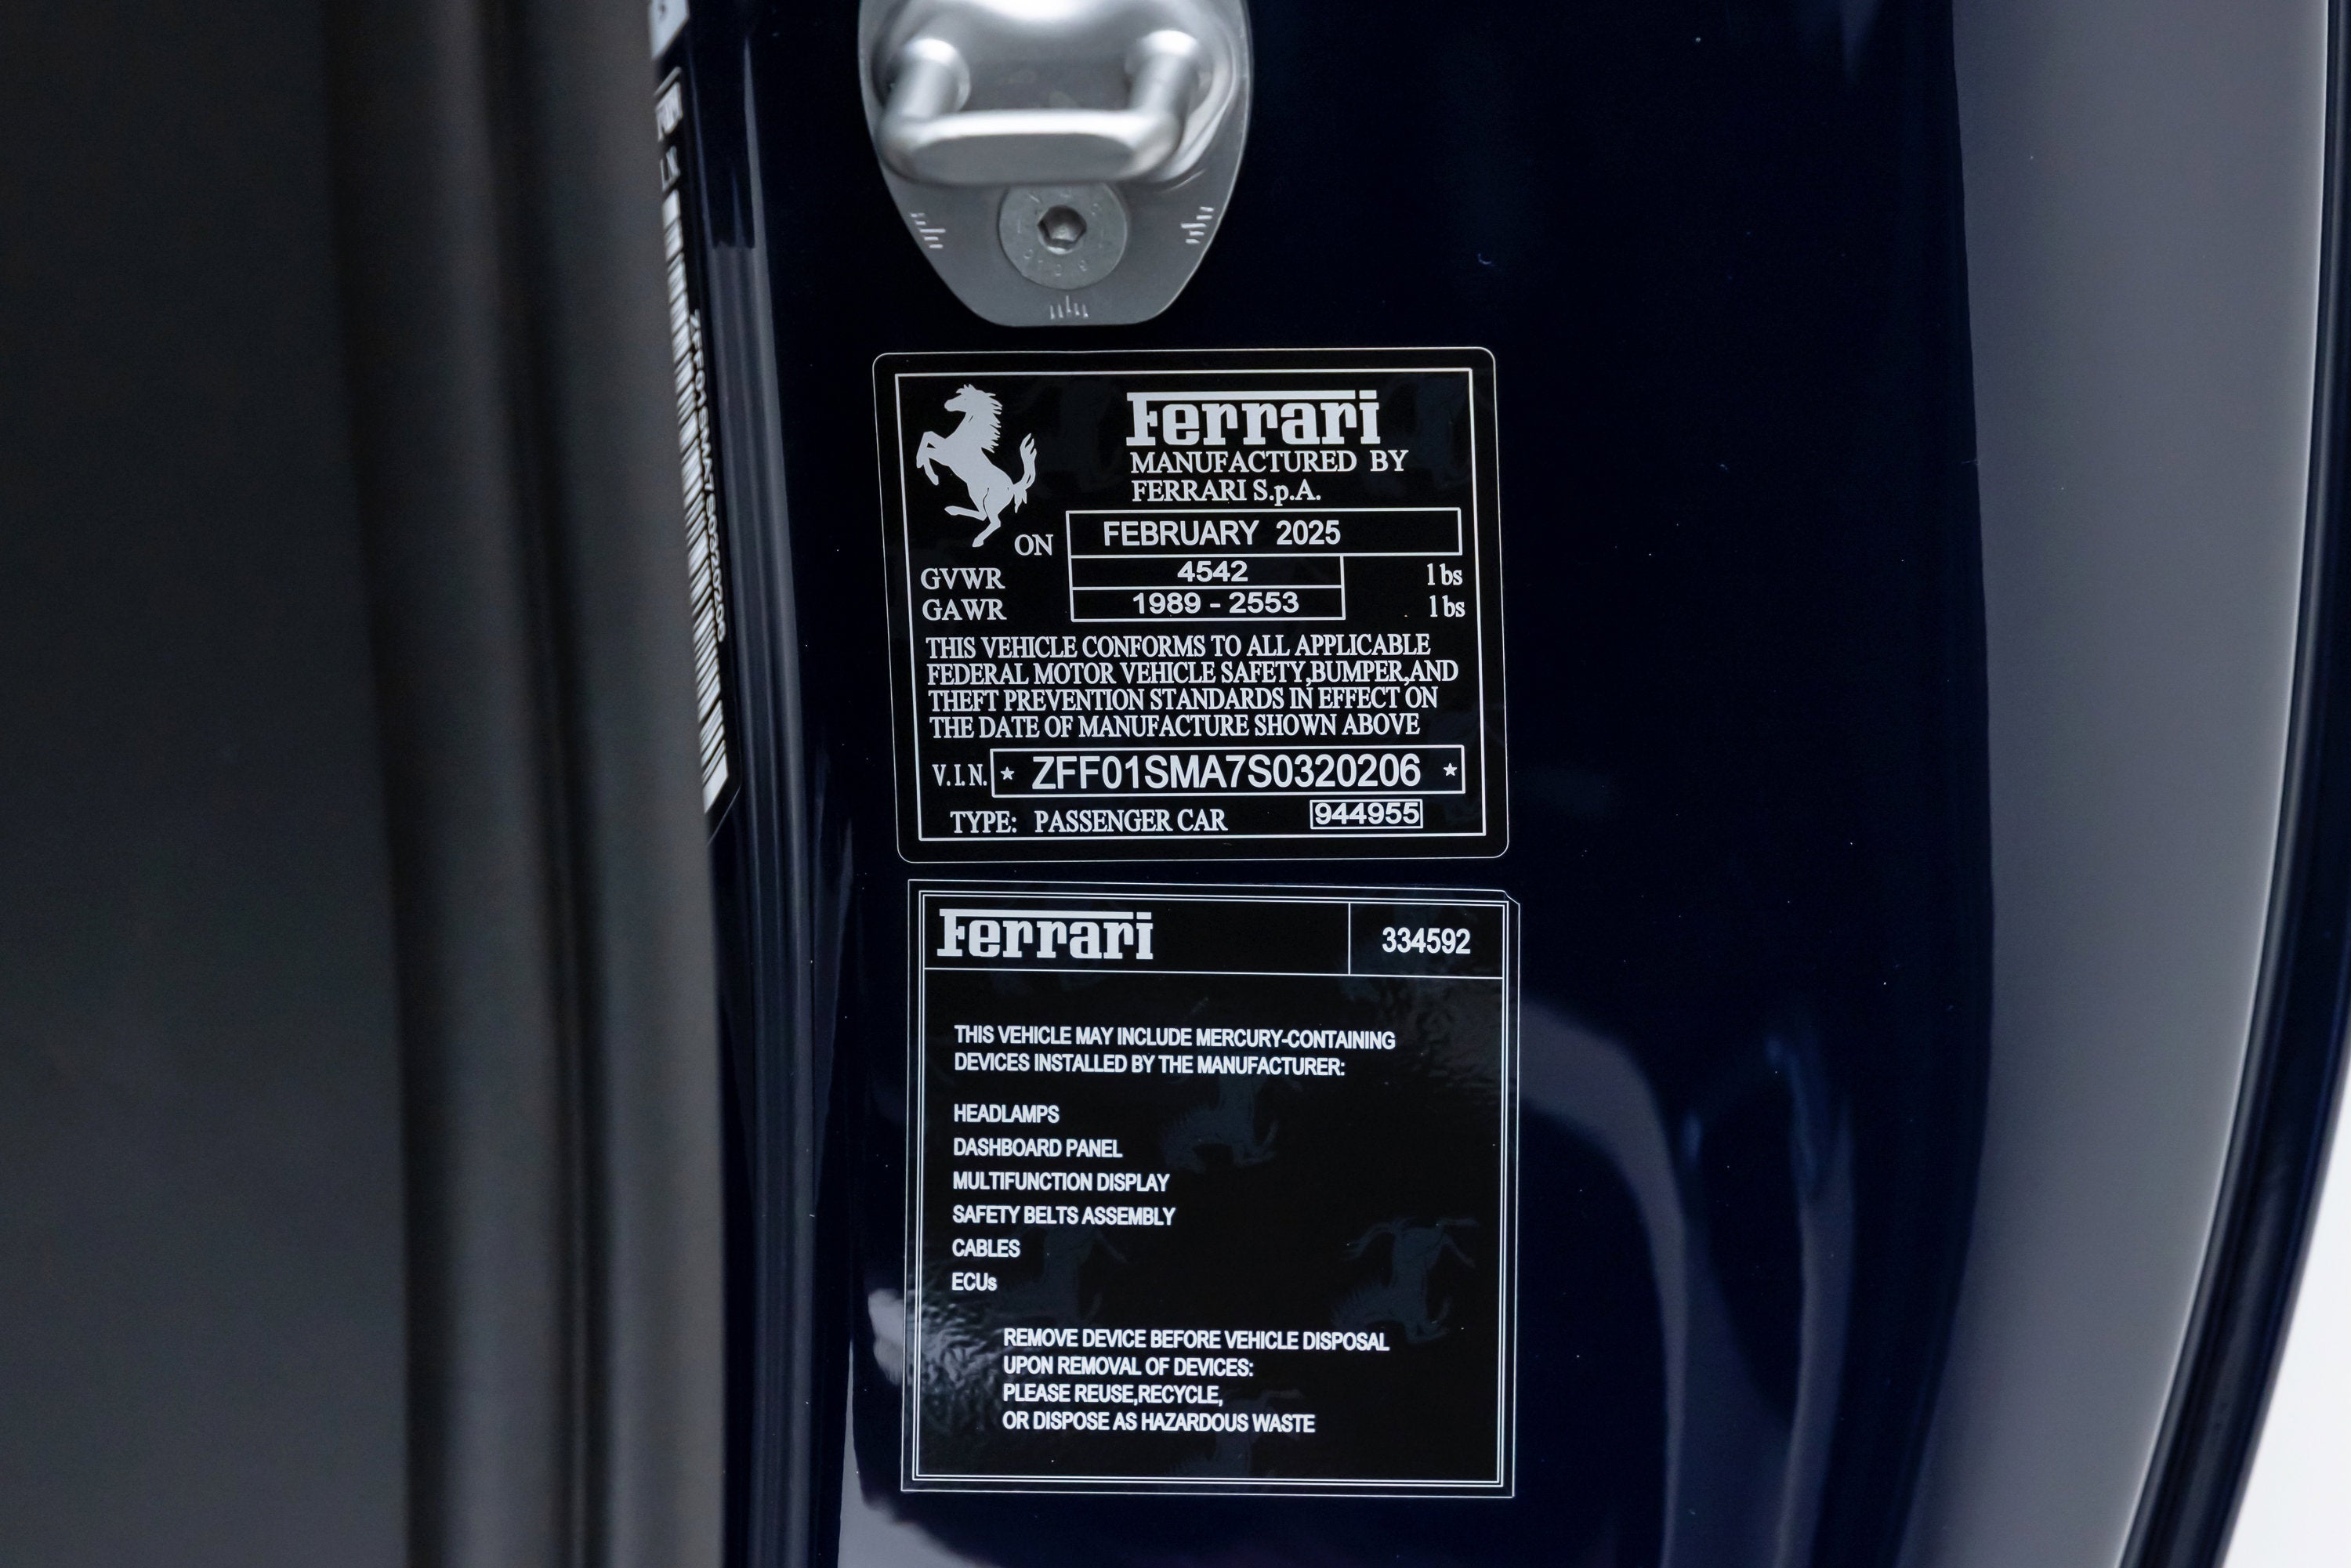 Ferrari
MANUFACTURED BY
FERRARI S.p.A.
ON FEBRUARY 2025
GVWR 4542 lbs
GAWR 1989 - 2553 lbs
THIS VEHICLE CONFORMS TO ALL APPLICABLE
FEDERAL MOTOR VEHICLE SAFETY,BUMPER,AND
THEFT PREVENTION STANDARDS IN EFFECT ON
THE DATE OF MANUFACTURE SHOWN ABOVE
V.I.N. * ZFF01SMA7S0320206 *
TYPE: PASSENGER CAR 944955
Ferrari 334592
THIS VEHICLE MAY INCLUDE MERCURY-CONTAINING
DEVICES INSTALLED BY THE MANUFACTURER:
HEADLAMPS
DASHBOARD PANEL
MULTIFUNCTION DISPLAY
SAFETY BELTS ASSEMBLY
CABLES
ECUs
REMOVE DEVICE BEFORE VEHICLE DISPOSAL
UPON REMOVAL OF DEVICES:
PLEASE REUSE,RECYCLE,
OR DISPOSE AS HAZARDOUS WASTE